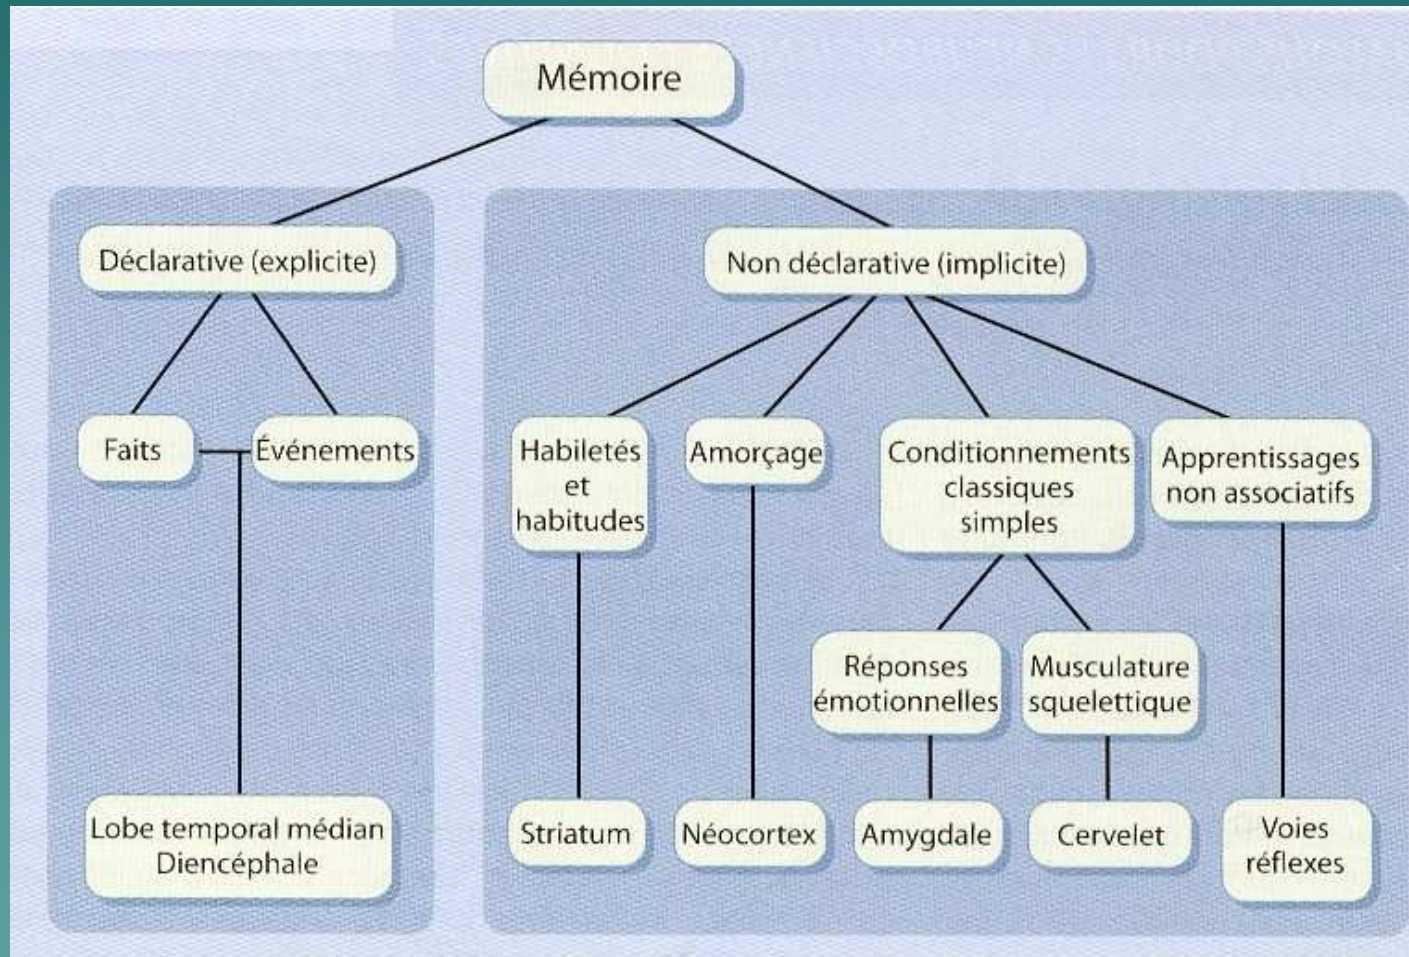 Mémoire
Déclarative (explicite)
Non déclarative (implicite)
Faits
Événements
Habiletés
et
habitudes
Amorçage
Conditionnements
classiques
simples
Apprentissages
non associatifs
Réponses
émotionnelles
Musculature
squelettique
Lobe temporal médian
Diencéphale
Striatum
Néocortex
Amygdale
Cervelet
Voies
réflexes